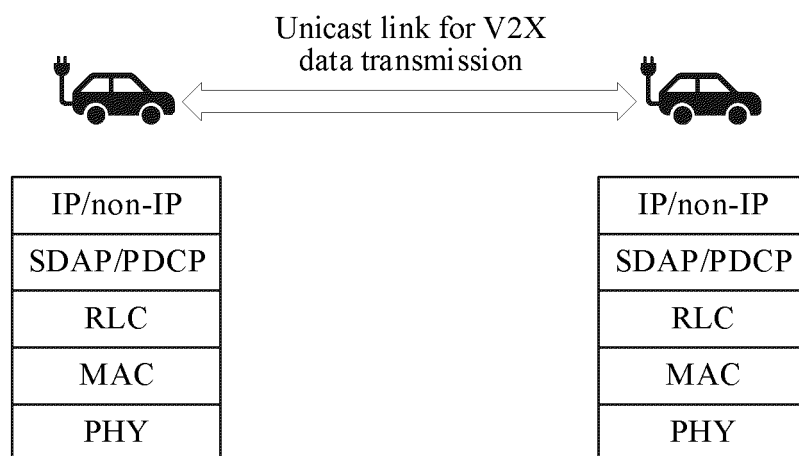 Unicast link for V2X
data transmission
IP/non-IP
SDAP/PDCP
RLC
MAC
PHY
IP/non-IP
SDAP/PDCP
RLC
MAC
PHY